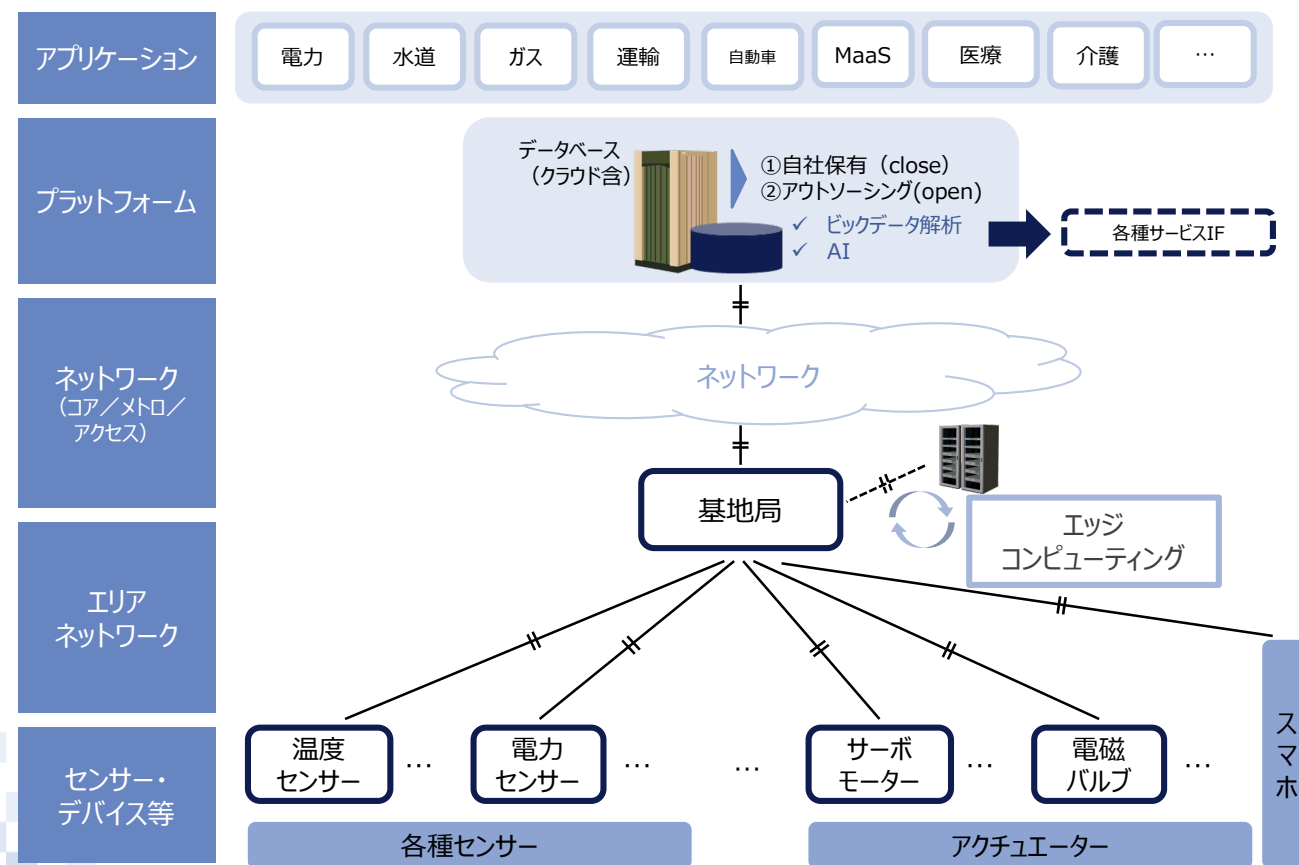 アプリケーション
電力
水道
ガス
運輸
自動車
MaaS
医療
介護
…
プラットフォーム
データベース
（クラウド含）
①自社保有（close）
②アウトソーシング(open)
✓ ビックデータ解析
✓ AI
各種サービスIF
ネットワーク
（コア／メトロ／
アクセス）
ネットワーク
基地局
エッジ
コンピューティング
エリア
ネットワーク
センサー・
デバイス等
温度
センサー
…
電力
センサー
…
…
サーボ
モーター
…
電磁
バルブ
…
スマホ
各種センサー
アクチュエーター